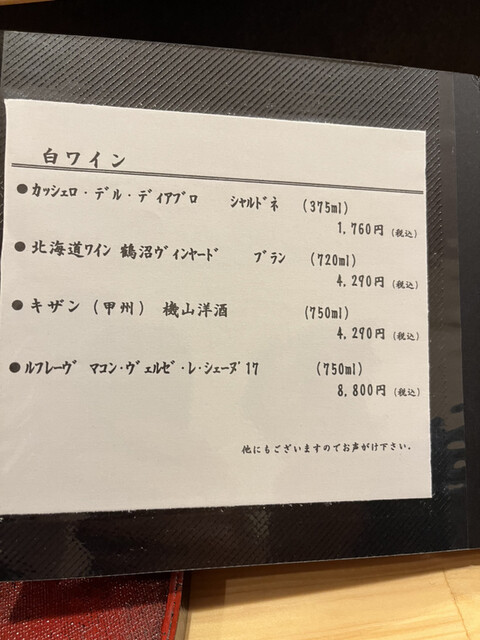 白ワイン
●カッシェロ・デル・ディアブロ シャルドネ (375ml)
1,760円(税込)
●北海道ワイン 鶴沼ヴィンヤード ブラン (720ml)
4,290円(税込)
●キザン(甲州) 機山洋酒 (750ml)
4,290円(税込)
●ルフレーヴ マコン・ヴェルゼ・レ・シェーヌ'17 (750ml)
8,800円(税込)
他にもございますのでお声がけ下さい。